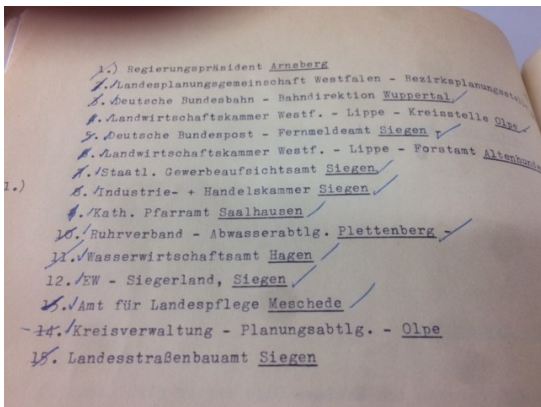 1.) Regierungspräsident Arnsberg
2. Landesplanungsgemeinschaft Westfalen - Bezirksplanungsstelle
3. Deutsche Bundesbahn - Bahndirektion Wuppertal
4. Landwirtschaftskammer Westf. - Lippe - Kreisstelle Olpe
5. Deutsche Bundespost - Fernmeldeamt Siegen -
6. Landwirtschaftskammer Westf. - Lippe - Forstamt
7. Staatl. Gewerbeaufsichtsamt Siegen
1.)
8. Industrie- + Handelskammer Siegen
9. Kath. Pfarramt Saalhausen
10. Ruhrverband - Abwasserabtlg. Plettenberg -
11. Wasserwirtschaftsamt Hagen
12. EW - Siegerland, Siegen
13. Amt für Landespflege Meschede
-14. Kreisverwaltung - Planungsabtlg. - Olpe
15. Landesstraßenbauamt Siegen